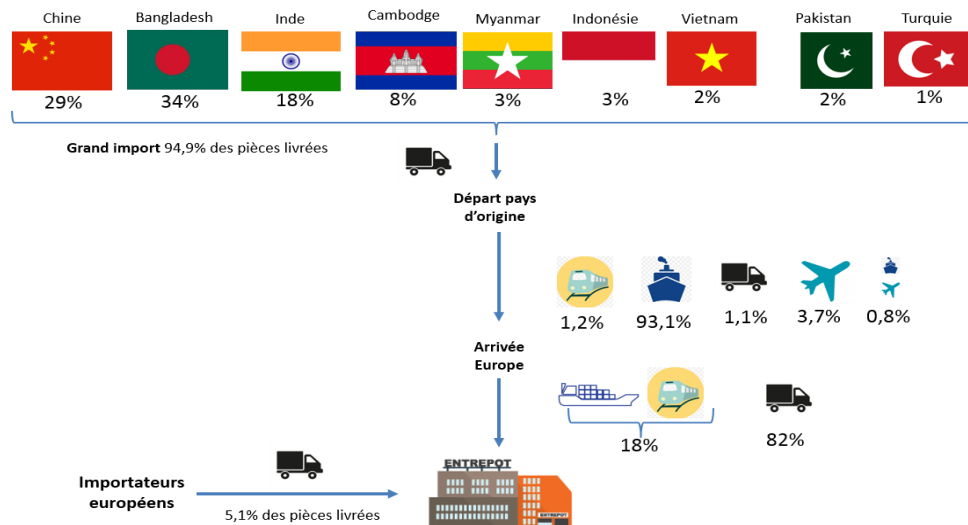 Chine
Bangladesh
Inde
Cambodge
Myanmar
Indonésie
Vietnam
Pakistan
Turquie
29%
34%
18%
8%
3%
3%
2%
2%
1%
Grand import 94,9% des pièces livrées
Départ pays
d'origine
1,2%
93,1%
1,1%
3,7%
0,8%
Arrivée
Europe
18%
82%
ENTREPOT
ENTREPOT
Importateurs
européens
5,1% des pièces livrées